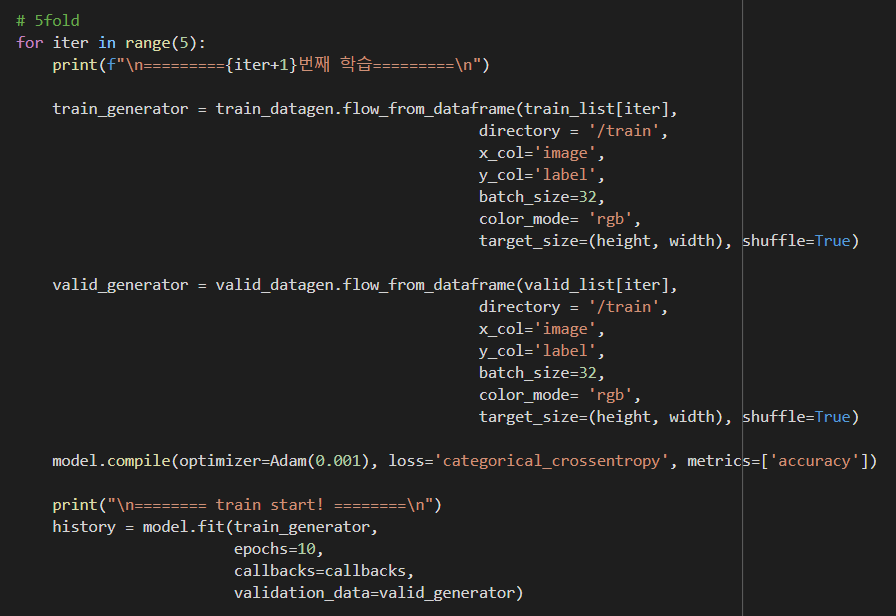 # 5fold
for iter in range(5):
    print(f"\n========={iter+1}번째 학습=========\n")

    train_generator = train_datagen.flow_from_dataframe(train_list[iter],
                                                    directory = '/train',
                                                    x_col='image',
                                                    y_col='label',
                                                    batch_size=32,
                                                    color_mode= 'rgb',
                                                    target_size=(height, width), shuffle=True)

    valid_generator = valid_datagen.flow_from_dataframe(valid_list[iter],
                                                    directory = '/train',
                                                    x_col='image',
                                                    y_col='label',
                                                    batch_size=32,
                                                    color_mode= 'rgb',
                                                    target_size=(height, width), shuffle=True)

    model.compile(optimizer=Adam(0.001), loss='categorical_crossentropy', metrics=['accuracy'])

    print("\n======== train start! ========\n")
    history = model.fit(train_generator,
                        epochs=10,
                        callbacks=callbacks,
                        validation_data=valid_generator)